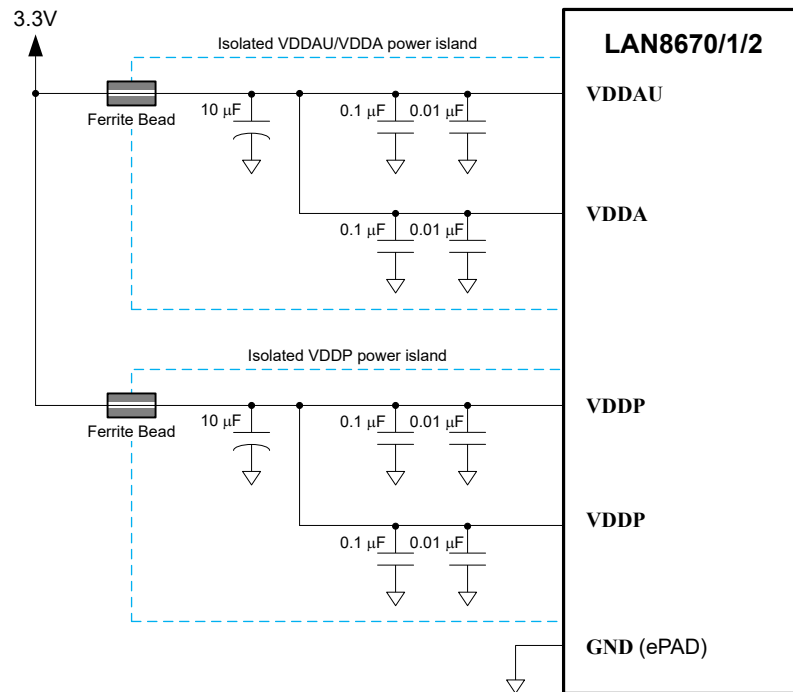 3.3V
Isolated VDDAU/VDDA power island
LAN8670/1/2
Ferrite Bead
10 μF
0.1 μF
0.01 μF
VDDAU
0.1 μF
0.01 μF
VDDA
Isolated VDDP power island
Ferrite Bead
10 μF
0.1 μF
0.01 μF
VDDP
0.1 μF
0.01 μF
VDDP
GND (ePAD)